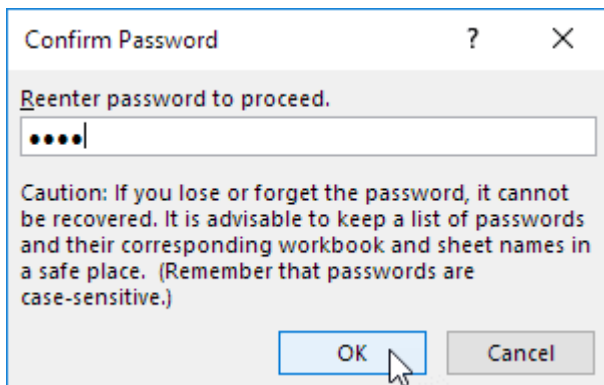 Confirm Password ? X
Reenter password to proceed.
••••
Caution: If you lose or forget the password, it cannot
be recovered. It is advisable to keep a list of passwords
and their corresponding workbook and sheet names in
a safe place.  (Remember that passwords are
case-sensitive.)
OK Cancel